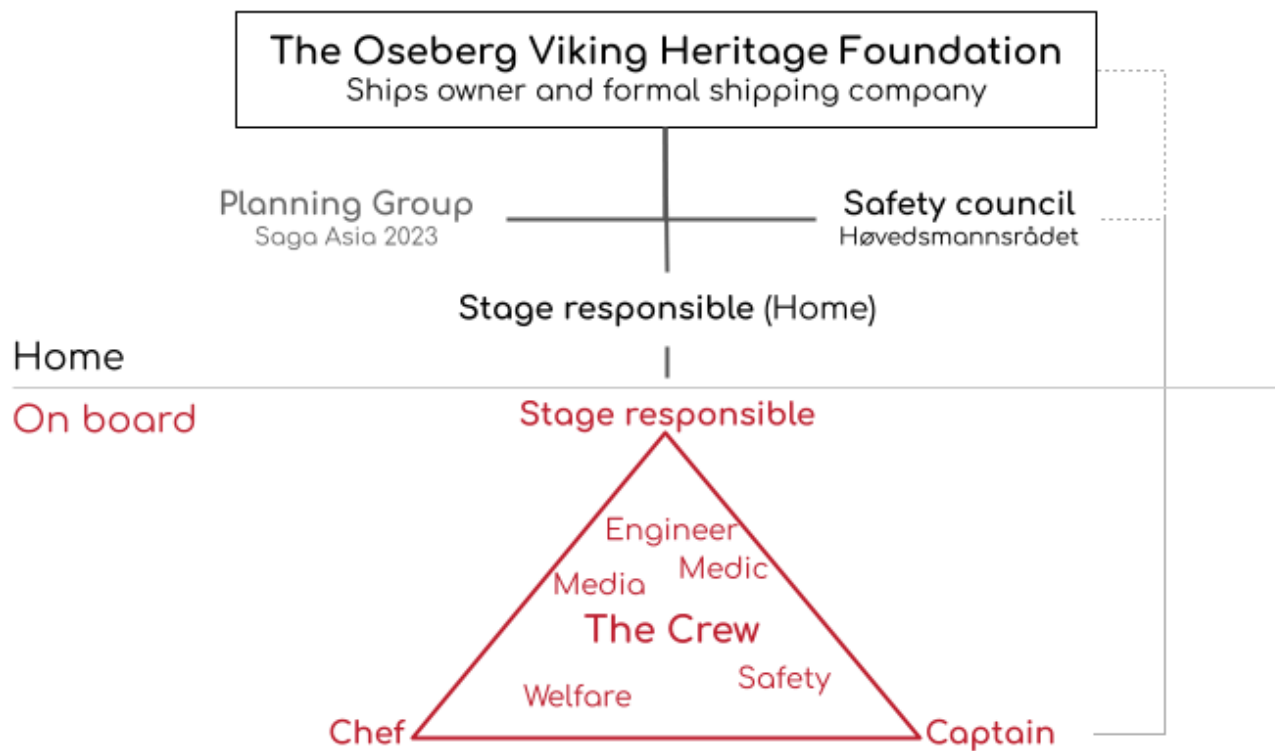 The Oseberg Viking Heritage Foundation
Ships owner and formal shipping company
Planning Group
Saga Asia 2023
Safety council
Høvedsmannsrådet
Stage responsible (Home)
Home
On board
Stage responsible
Engineer
Medic
Media
The Crew
Safety
Welfare
Chef
Captain